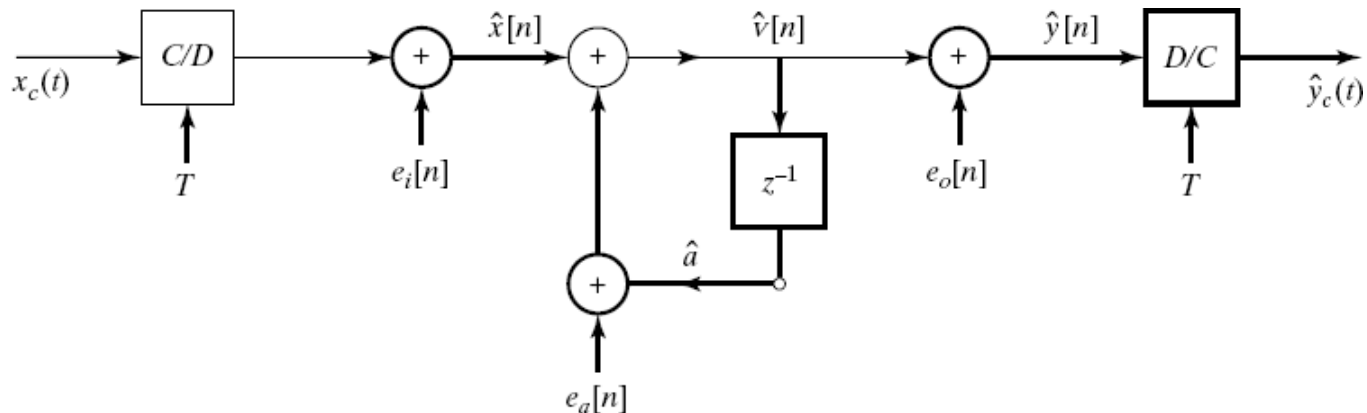 x̂[n] v̂[n] ŷ[n]
C/D + + + D/C
x_c(t) ŷ_c(t)
T e_i[n] z⁻¹ e_o[n] T
â
+
e_a[n]